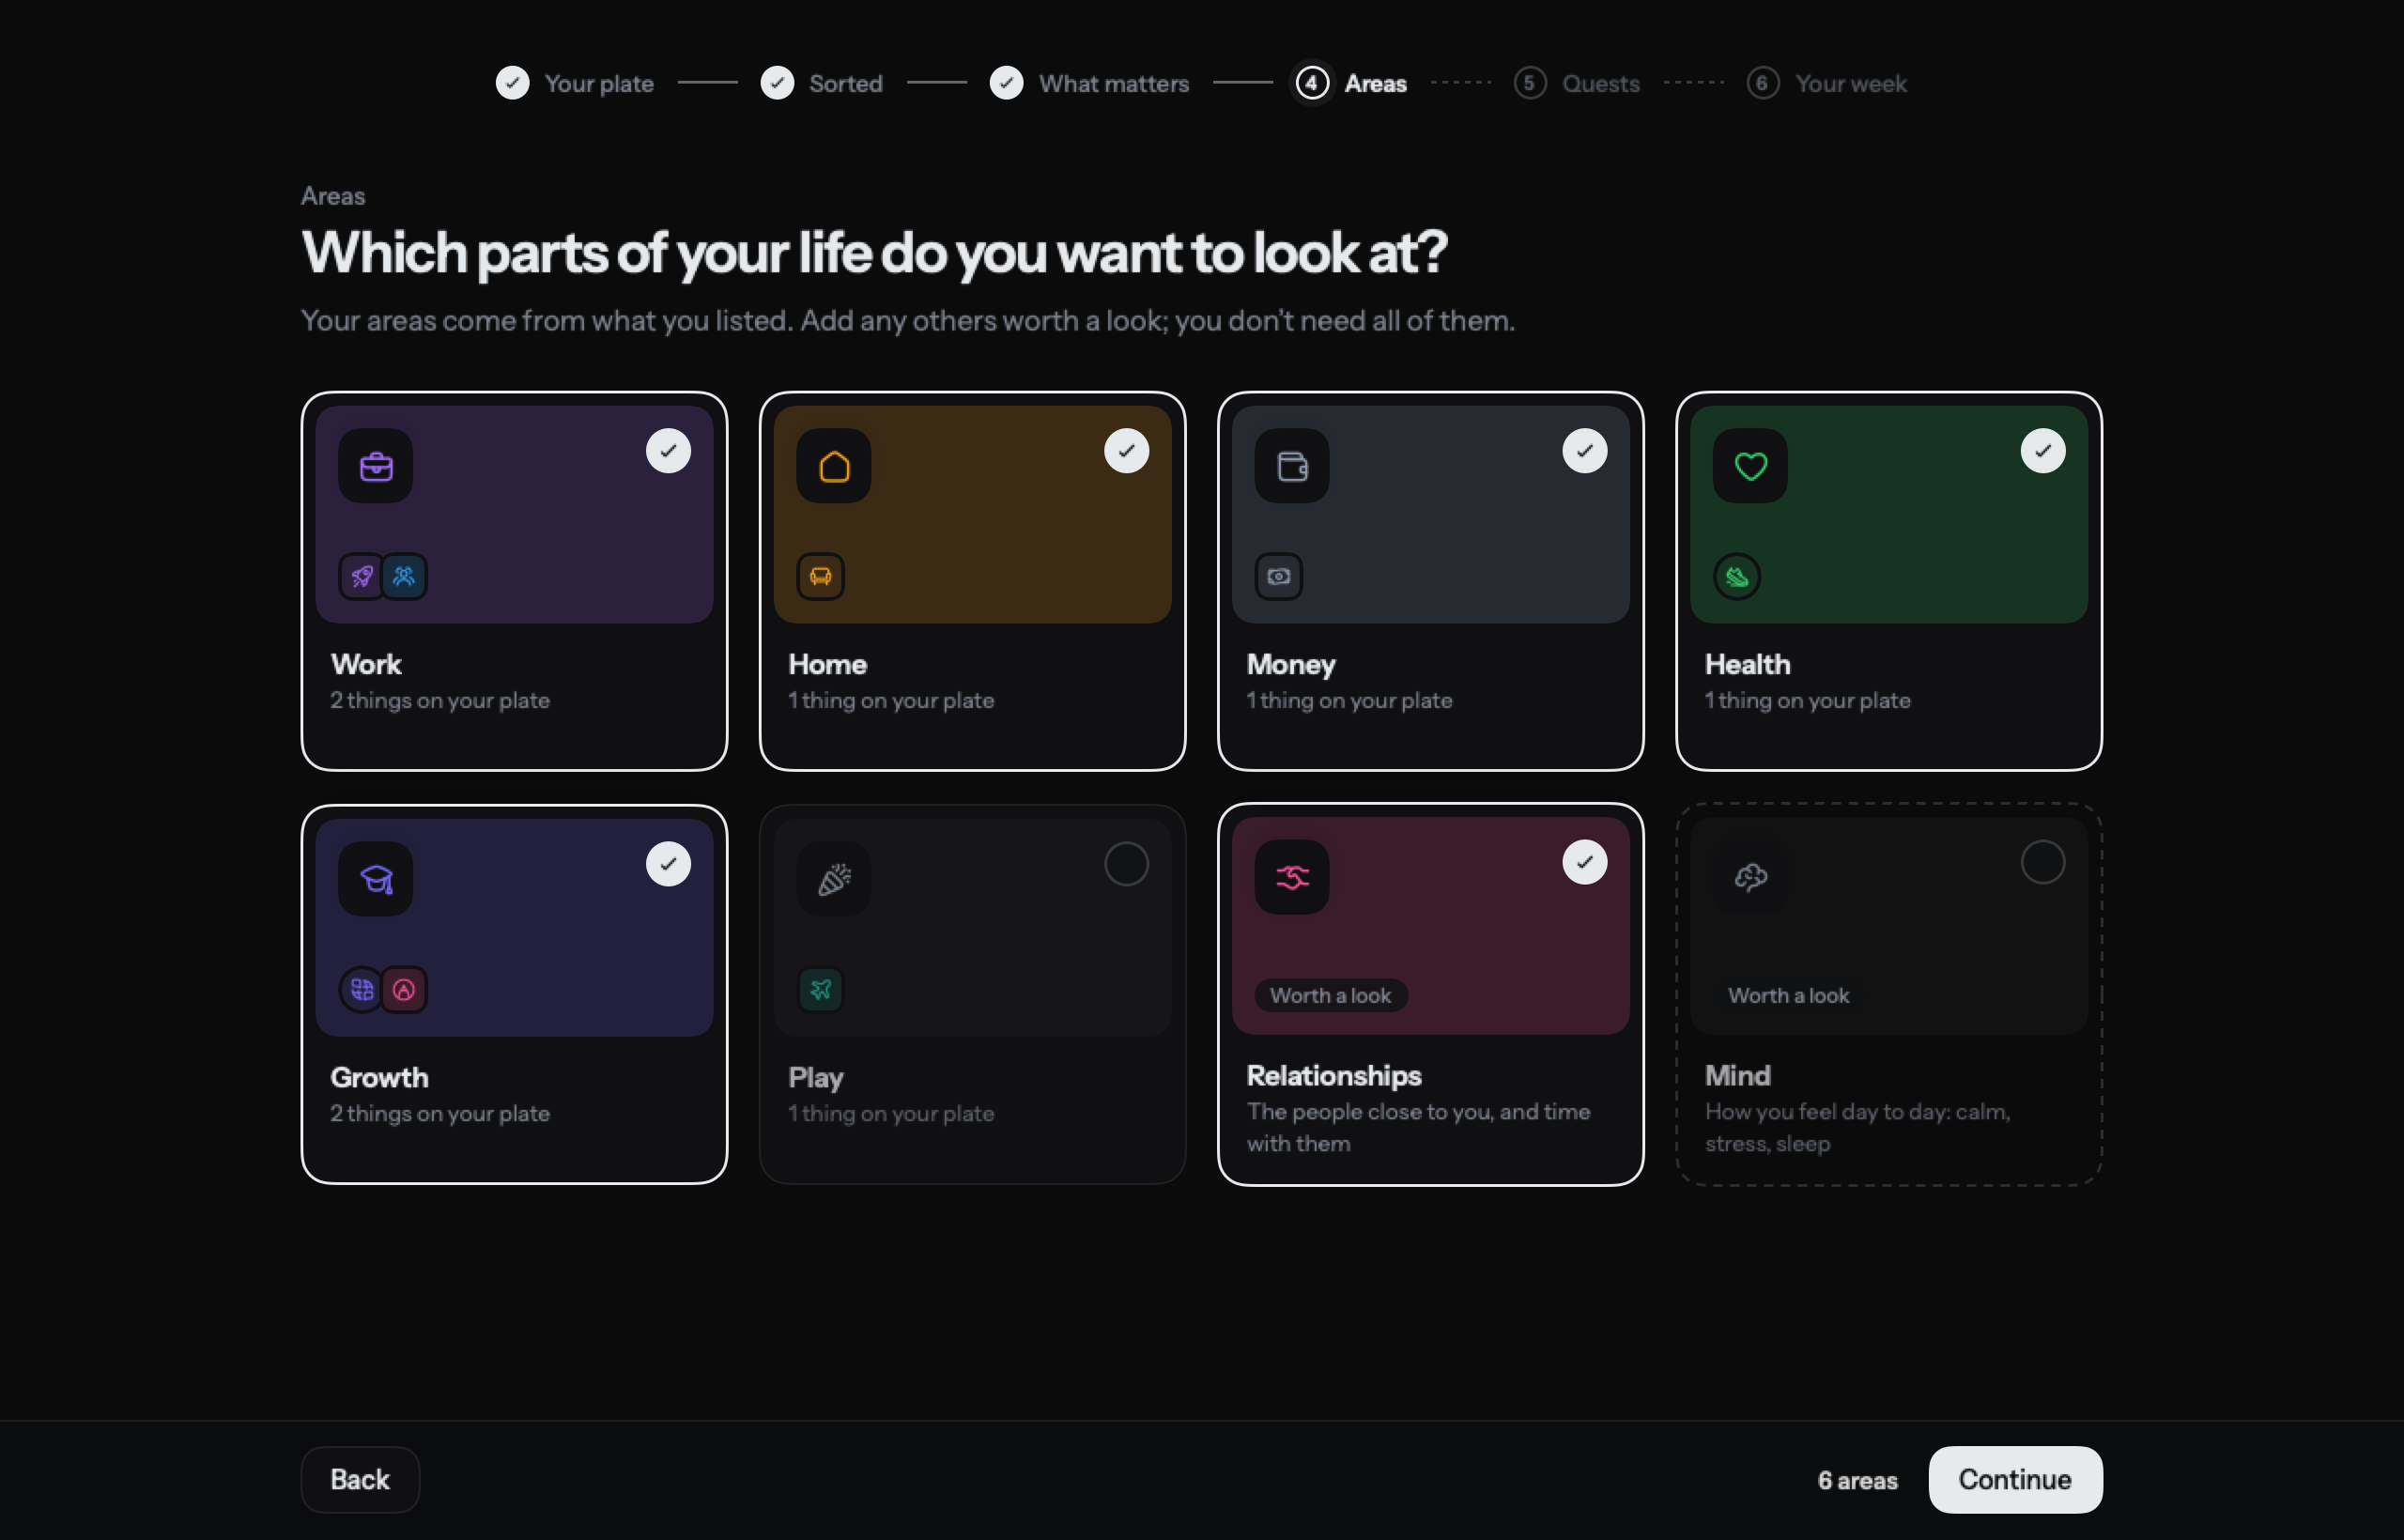 Your plate
Sorted
What matters
4 Areas
5 Quests
6 Your week
Areas
Which parts of your life do you want to look at?
Your areas come from what you listed. Add any others worth a look; you don’t need all of them.
Work
2 things on your plate
Home
1 thing on your plate
Money
1 thing on your plate
Health
1 thing on your plate
Growth
2 things on your plate
Play
1 thing on your plate
Worth a look
Relationships
The people close to you, and time
with them
Worth a look
Mind
How you feel day to day: calm,
stress, sleep
Back
6 areas
Continue